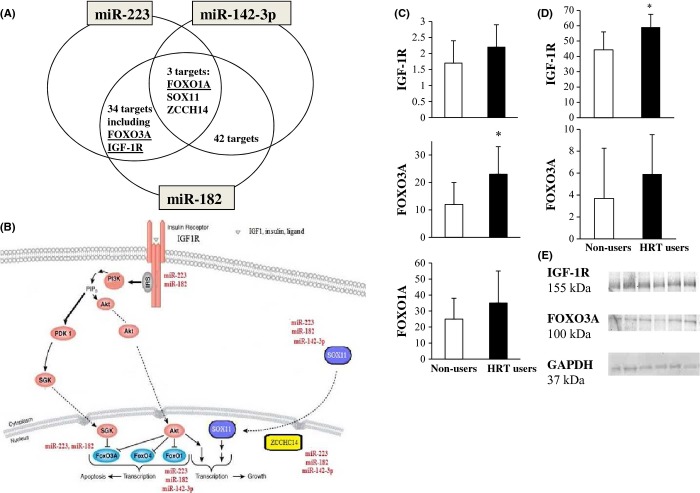 (A)
miR-223
miR-142-3p
3 targets:
FOXO1A
SOX11
ZCCH14
34 targets
including
FOXO3A
IGF-1R
42 targets
miR-182
(B)
Insulin Receptor
IGF1R
IGF1, insulin, ligand
miR-223
miR-182
PI3K
SHIP
PIP3
Akt
PDK 1
Akt
SGK
miR-223
miR-182
miR-142-3p
SOX11
Cytoplasm
Nucleus
SGK
Akt
SOX11
ZCCHC14
miR-223, miR-182
FoxO3A
FoxO4
FoxO1
miR-223
miR-182
miR-142-3p
Apoptosis
Transcription
Transcription
Growth
miR-223
miR-182
miR-142-3p
(C)
IGF-1R
3
2.5
2
1.5
1
0.5
0
FOXO3A
40
30
20
10
0
*
FOXO1A
60
50
40
30
20
10
0
Non-users
HRT users
(D)
IGF-1R
70
60
50
40
30
20
10
0
*
FOXO3A
10
8
6
4
2
0
Non-users
HRT users
(E)
IGF-1R
155 kDa
FOXO3A
100 kDa
GAPDH
37 kDa